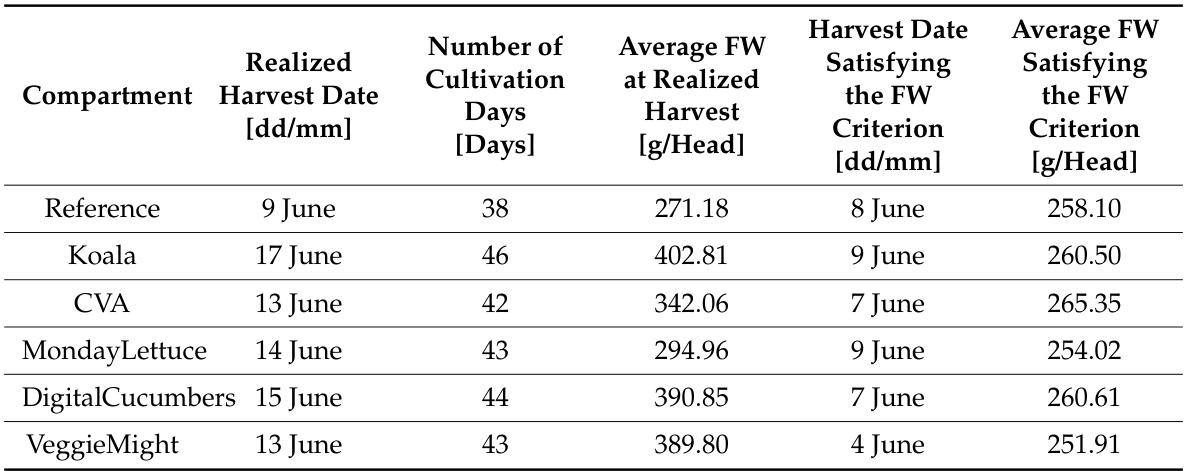 Compartment Realized Harvest Date [dd/mm] Number of Cultivation Days [Days] Average FW at Realized Harvest [g/Head] Harvest Date Satisfying the FW Criterion [dd/mm] Average FW Satisfying the FW Criterion [g/Head]
Reference 9 June 38 271.18 8 June 258.10
Koala 17 June 46 402.81 9 June 260.50
CVA 13 June 42 342.06 7 June 265.35
MondayLettuce 14 June 43 294.96 9 June 254.02
DigitalCucumbers 15 June 44 390.85 7 June 260.61
VeggieMight 13 June 43 389.80 4 June 251.91